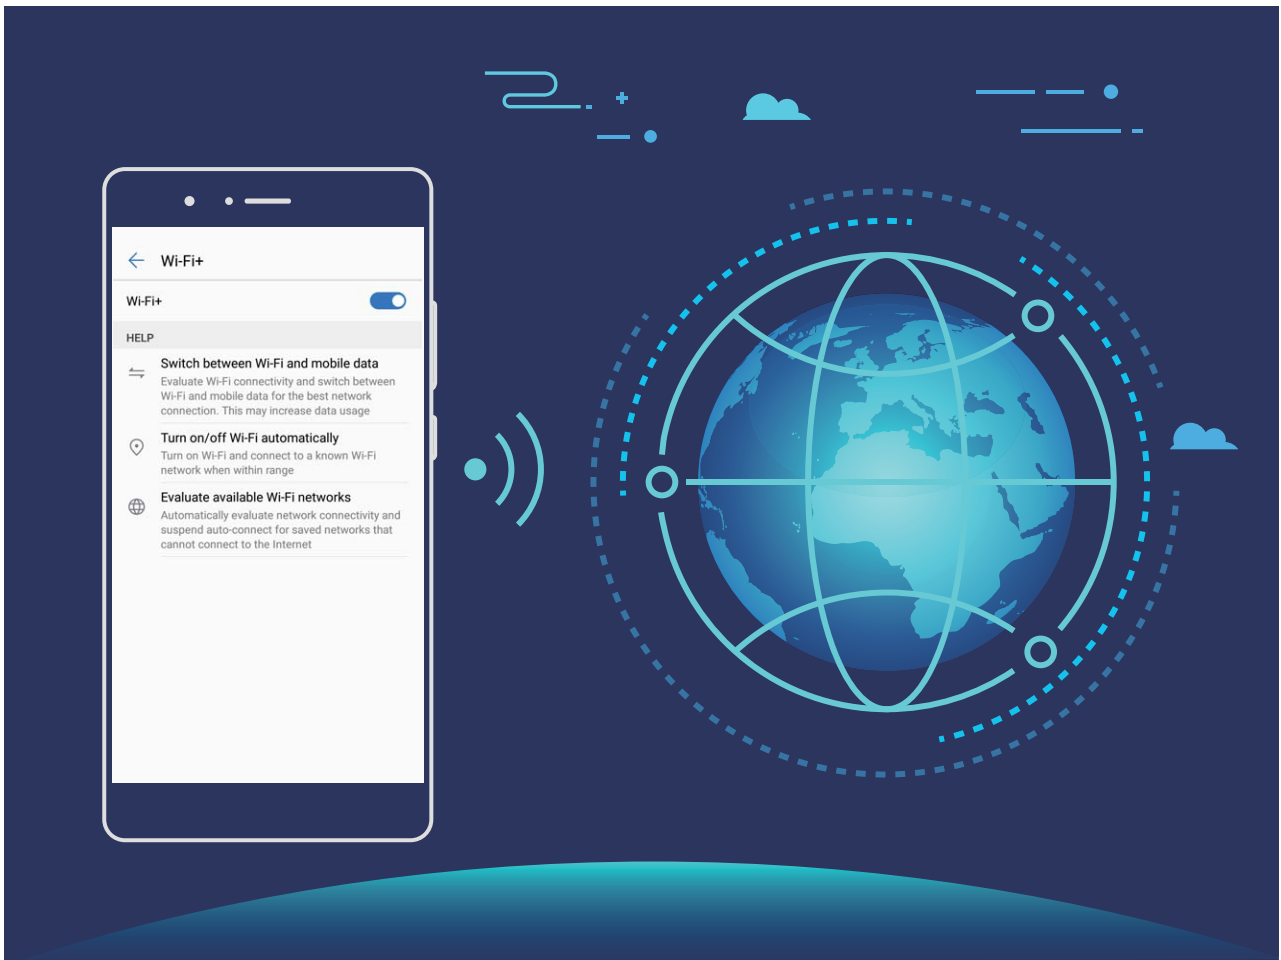 Wi-Fi+
Wi-Fi+
HELP
Switch between Wi-Fi and mobile data
Evaluate Wi-Fi connectivity and switch between
Wi-Fi and mobile data for the best network
connection. This may increase data usage
Turn on/off Wi-Fi automatically
Turn on Wi-Fi and connect to a known Wi-Fi
network when within range
Evaluate available Wi-Fi networks
Automatically evaluate network connectivity and
suspend auto-connect for saved networks that
cannot connect to the Internet